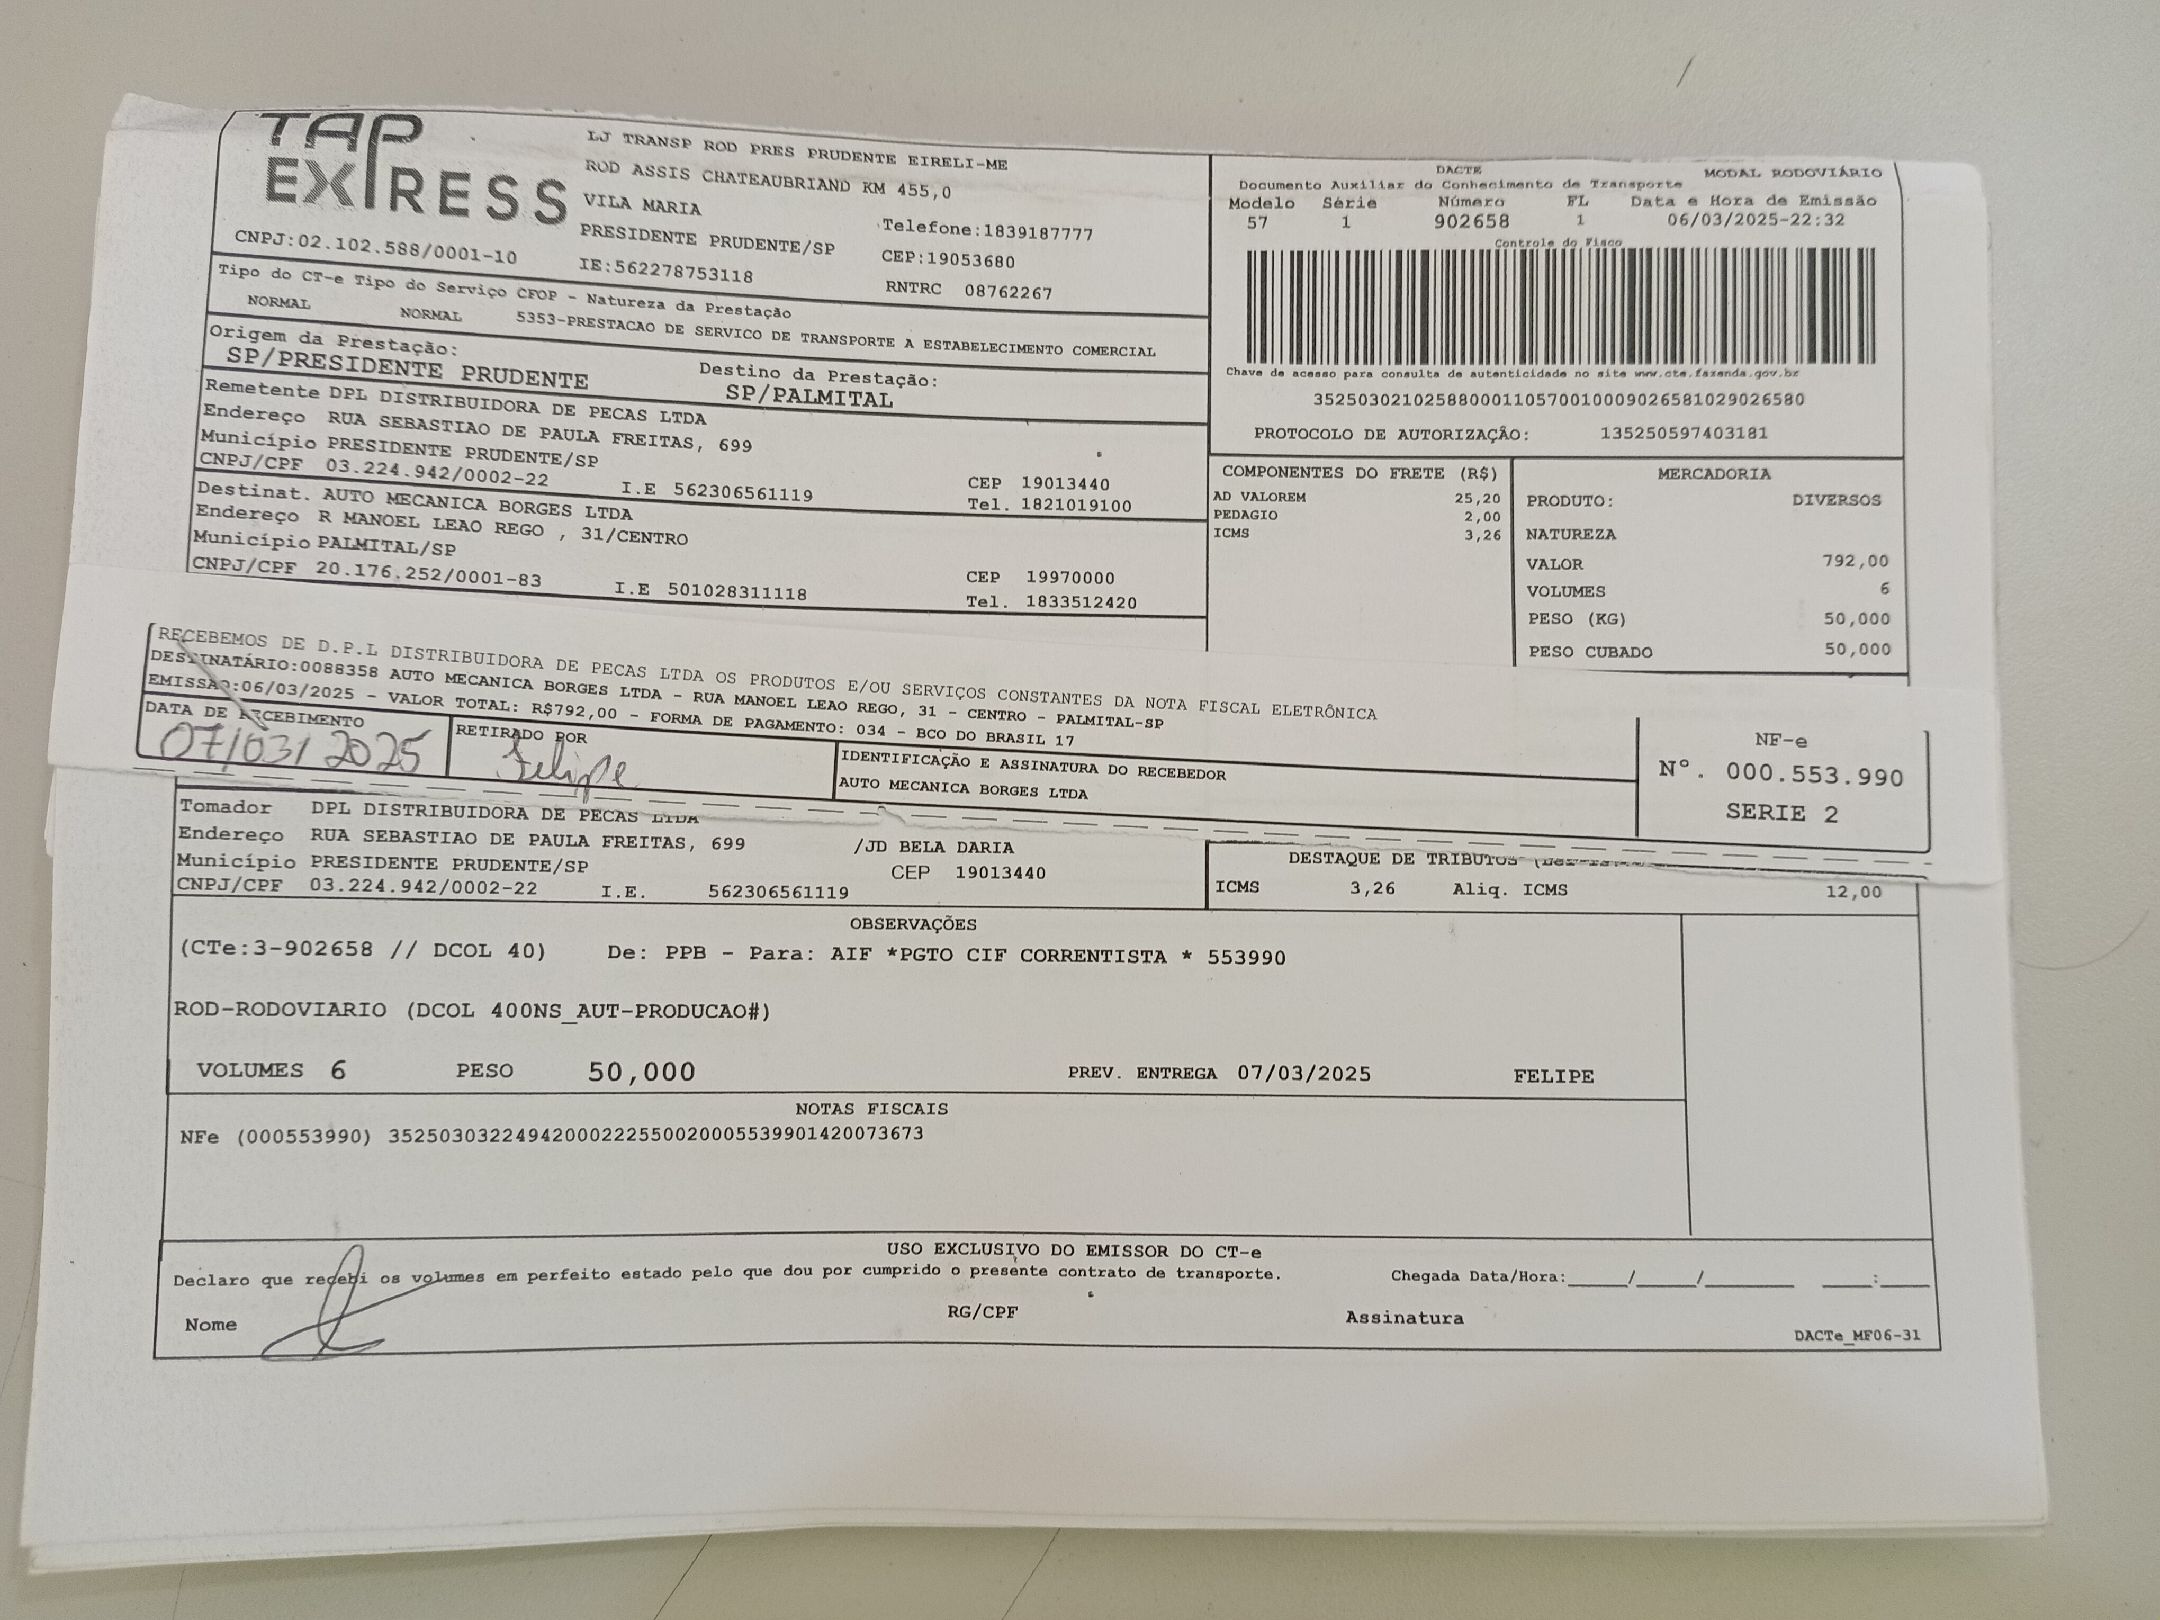 TAP EXPRESS
LJ TRANSP ROD PRES PRUDENTE EIRELI-ME
ROD ASSIS CHATEAUBRIAND KM 455,0
VILA MARIA
PRESIDENTE PRUDENTE/SP
Telefone:1839187777
CNPJ:02.102.588/0001-10
IE:562278753118
CEP:19053680
RNTRC 08762267
Tipo do CT-e Tipo do Serviço CFOP - Natureza da Prestação
NORMAL NORMAL 5353-PRESTACAO DE SERVICO DE TRANSPORTE A ESTABELECIMENTO COMERCIAL
Origem da Prestação:
SP/PRESIDENTE PRUDENTE
Destino da Prestação:
SP/PALMITAL
Remetente DPL DISTRIBUIDORA DE PECAS LTDA
Endereço RUA SEBASTIAO DE PAULA FREITAS, 699
Município PRESIDENTE PRUDENTE/SP
CEP 19013440
CNPJ/CPF 03.224.942/0002-22 I.E 562306561119 Tel. 1821019100
Destinat. AUTO MECANICA BORGES LTDA
Endereço R MANOEL LEAO REGO , 31/CENTRO
Município PALMITAL/SP
CEP 19970000
CNPJ/CPF 20.176.252/0001-83 I.E 501028311118 Tel. 1833512420
DACTE MODAL RODOVIÁRIO
Documento Auxiliar do Conhecimento de Transporte
Modelo Série Número FL Data e Hora de Emissão
57 1 902658 1 06/03/2025-22:32
Controle do Fisco
Chave de acesso para consulta de autenticidade no site www.cte.fazenda.gov.br
35250302102588000110570010009026581029026580
PROTOCOLO DE AUTORIZAÇÃO: 135250597403181
COMPONENTES DO FRETE (R$)
AD VALOREM 25,20
PEDAGIO 2,00
ICMS 3,26
MERCADORIA
PRODUTO: DIVERSOS
NATUREZA
VALOR 792,00
VOLUMES 6
PESO (KG) 50,000
PESO CUBADO 50,000
RECEBEMOS DE D.P.L DISTRIBUIDORA DE PECAS LTDA OS PRODUTOS E/OU SERVIÇOS CONSTANTES DA NOTA FISCAL ELETRÔNICA
DESTINATÁRIO:0088358 AUTO MECANICA BORGES LTDA - RUA MANOEL LEAO REGO, 31 - CENTRO - PALMITAL-SP
EMISSÃO:06/03/2025 - VALOR TOTAL: R$792,00 - FORMA DE PAGAMENTO: 034 - BCO DO BRASIL 17
DATA DE RECEBIMENTO
07/03/2025
RETIRADO POR
Felipe
IDENTIFICAÇÃO E ASSINATURA DO RECEBEDOR
AUTO MECANICA BORGES LTDA
NF-e
Nº. 000.553.990
SERIE 2
Tomador DPL DISTRIBUIDORA DE PECAS LTDA
Endereço RUA SEBASTIAO DE PAULA FREITAS, 699 /JD BELA DARIA
Município PRESIDENTE PRUDENTE/SP CEP 19013440
CNPJ/CPF 03.224.942/0002-22 I.E. 562306561119
DESTAQUE DE TRIBUTOS
ICMS 3,26 Aliq. ICMS 12,00
OBSERVAÇÕES
(CTe:3-902658 // DCOL 40) De: PPB - Para: AIF *PGTO CIF CORRENTISTA * 553990
ROD-RODOVIARIO (DCOL 400NS_AUT-PRODUCAO#)
VOLUMES 6 PESO 50,000 PREV. ENTREGA 07/03/2025 FELIPE
NOTAS FISCAIS
NFe (000553990) 35250303224942000222550020005539901420073673
USO EXCLUSIVO DO EMISSOR DO CT-e
Declaro que recebi os volumes em perfeito estado pelo que dou por cumprido o presente contrato de transporte. Chegada Data/Hora:_____/_____/________ ____:____
Nome RG/CPF Assinatura
DACTe_MF06-31